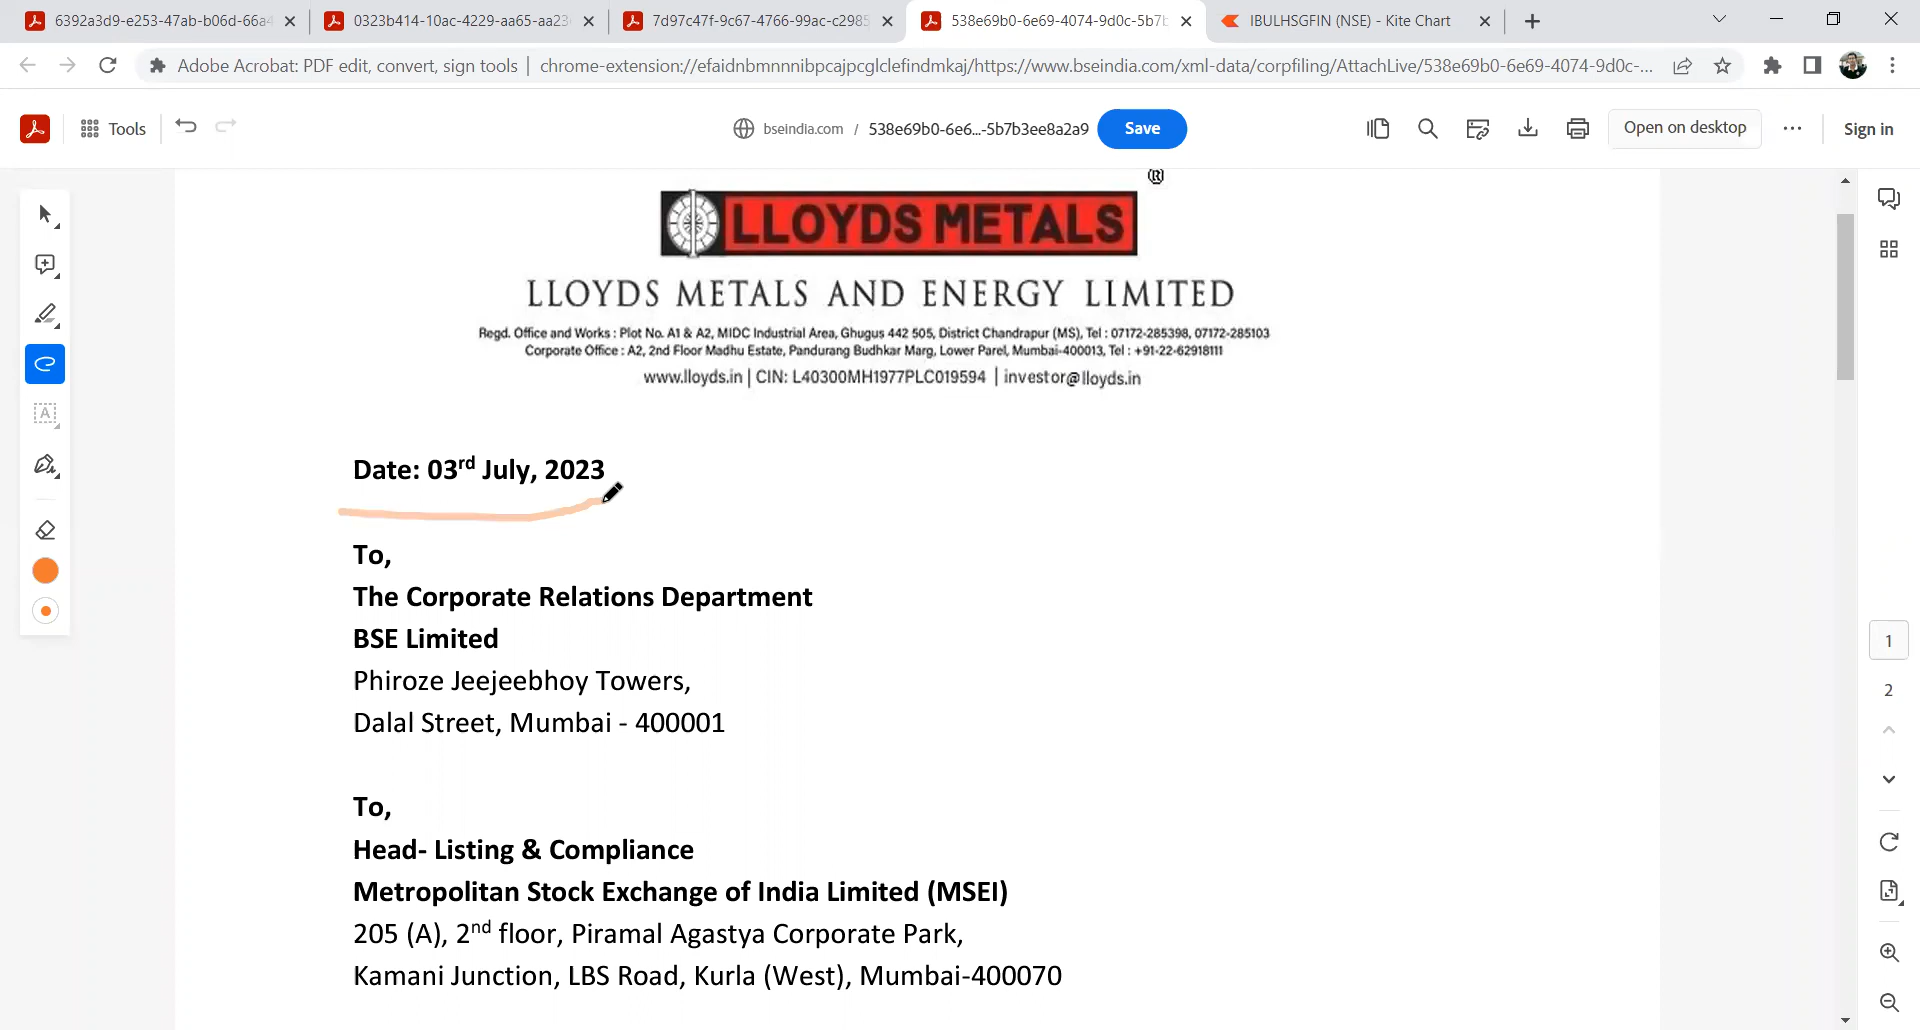 6392a3d9-e253-47ab-b06d-66a4
0323b414-10ac-4229-aa65-aa23
7d97c47f-9c67-4766-99ac-c2985
538e69b0-6e69-4074-9d0c-5b7b
IBULHSGFIN (NSE) - Kite Chart
Adobe Acrobat: PDF edit, convert, sign tools | chrome-extension://efaidnbmnnnibpcajpcglclefindmkaj/https://www.bseindia.com/xml-data/corpfiling/AttachLive/538e69b0-6e69-4074-9d0c-...
Tools
bseindia.com / 538e69b0-6e6...-5b7b3ee8a2a9
Save
Open on desktop
Sign in
®
LLOYDS METALS
LLOYDS METALS AND ENERGY LIMITED
Regd. Office and Works : Plot No. A1 & A2, MIDC Industrial Area, Ghugus 442 505, District Chandrapur (MS), Tel : 07172-285398, 07172-285103
Corporate Office : A2, 2nd Floor Madhu Estate, Pandurang Budhkar Marg, Lower Parel, Mumbai-400013, Tel : +91-22-62918111
www.lloyds.in | CIN: L40300MH1977PLC019594 | investor@lloyds.in
Date: 03rd July, 2023
To,
The Corporate Relations Department
BSE Limited
Phiroze Jeejeebhoy Towers,
Dalal Street, Mumbai - 400001
To,
Head- Listing & Compliance
Metropolitan Stock Exchange of India Limited (MSEI)
205 (A), 2nd floor, Piramal Agastya Corporate Park,
Kamani Junction, LBS Road, Kurla (West), Mumbai-400070
1
2